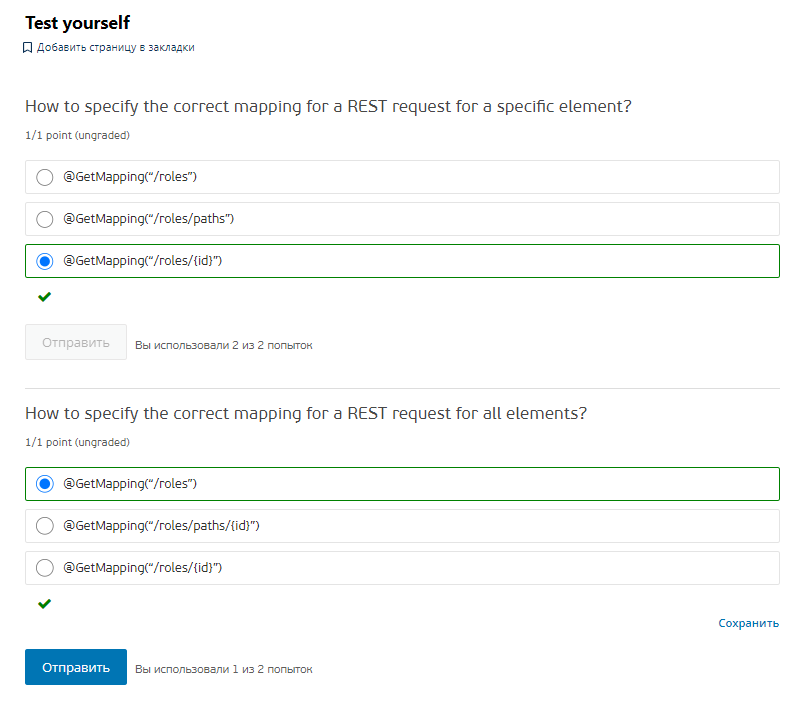 Test yourself
Добавить страницу в закладки
How to specify the correct mapping for a REST request for a specific element?
1/1 point (ungraded)
@GetMapping(“/roles”)
@GetMapping(“/roles/paths”)
@GetMapping(“/roles/{id}”)
Отправить
Вы использовали 2 из 2 попыток
How to specify the correct mapping for a REST request for all elements?
1/1 point (ungraded)
@GetMapping(“/roles”)
@GetMapping(“/roles/paths/{id}”)
@GetMapping(“/roles/{id}”)
Сохранить
Отправить
Вы использовали 1 из 2 попыток